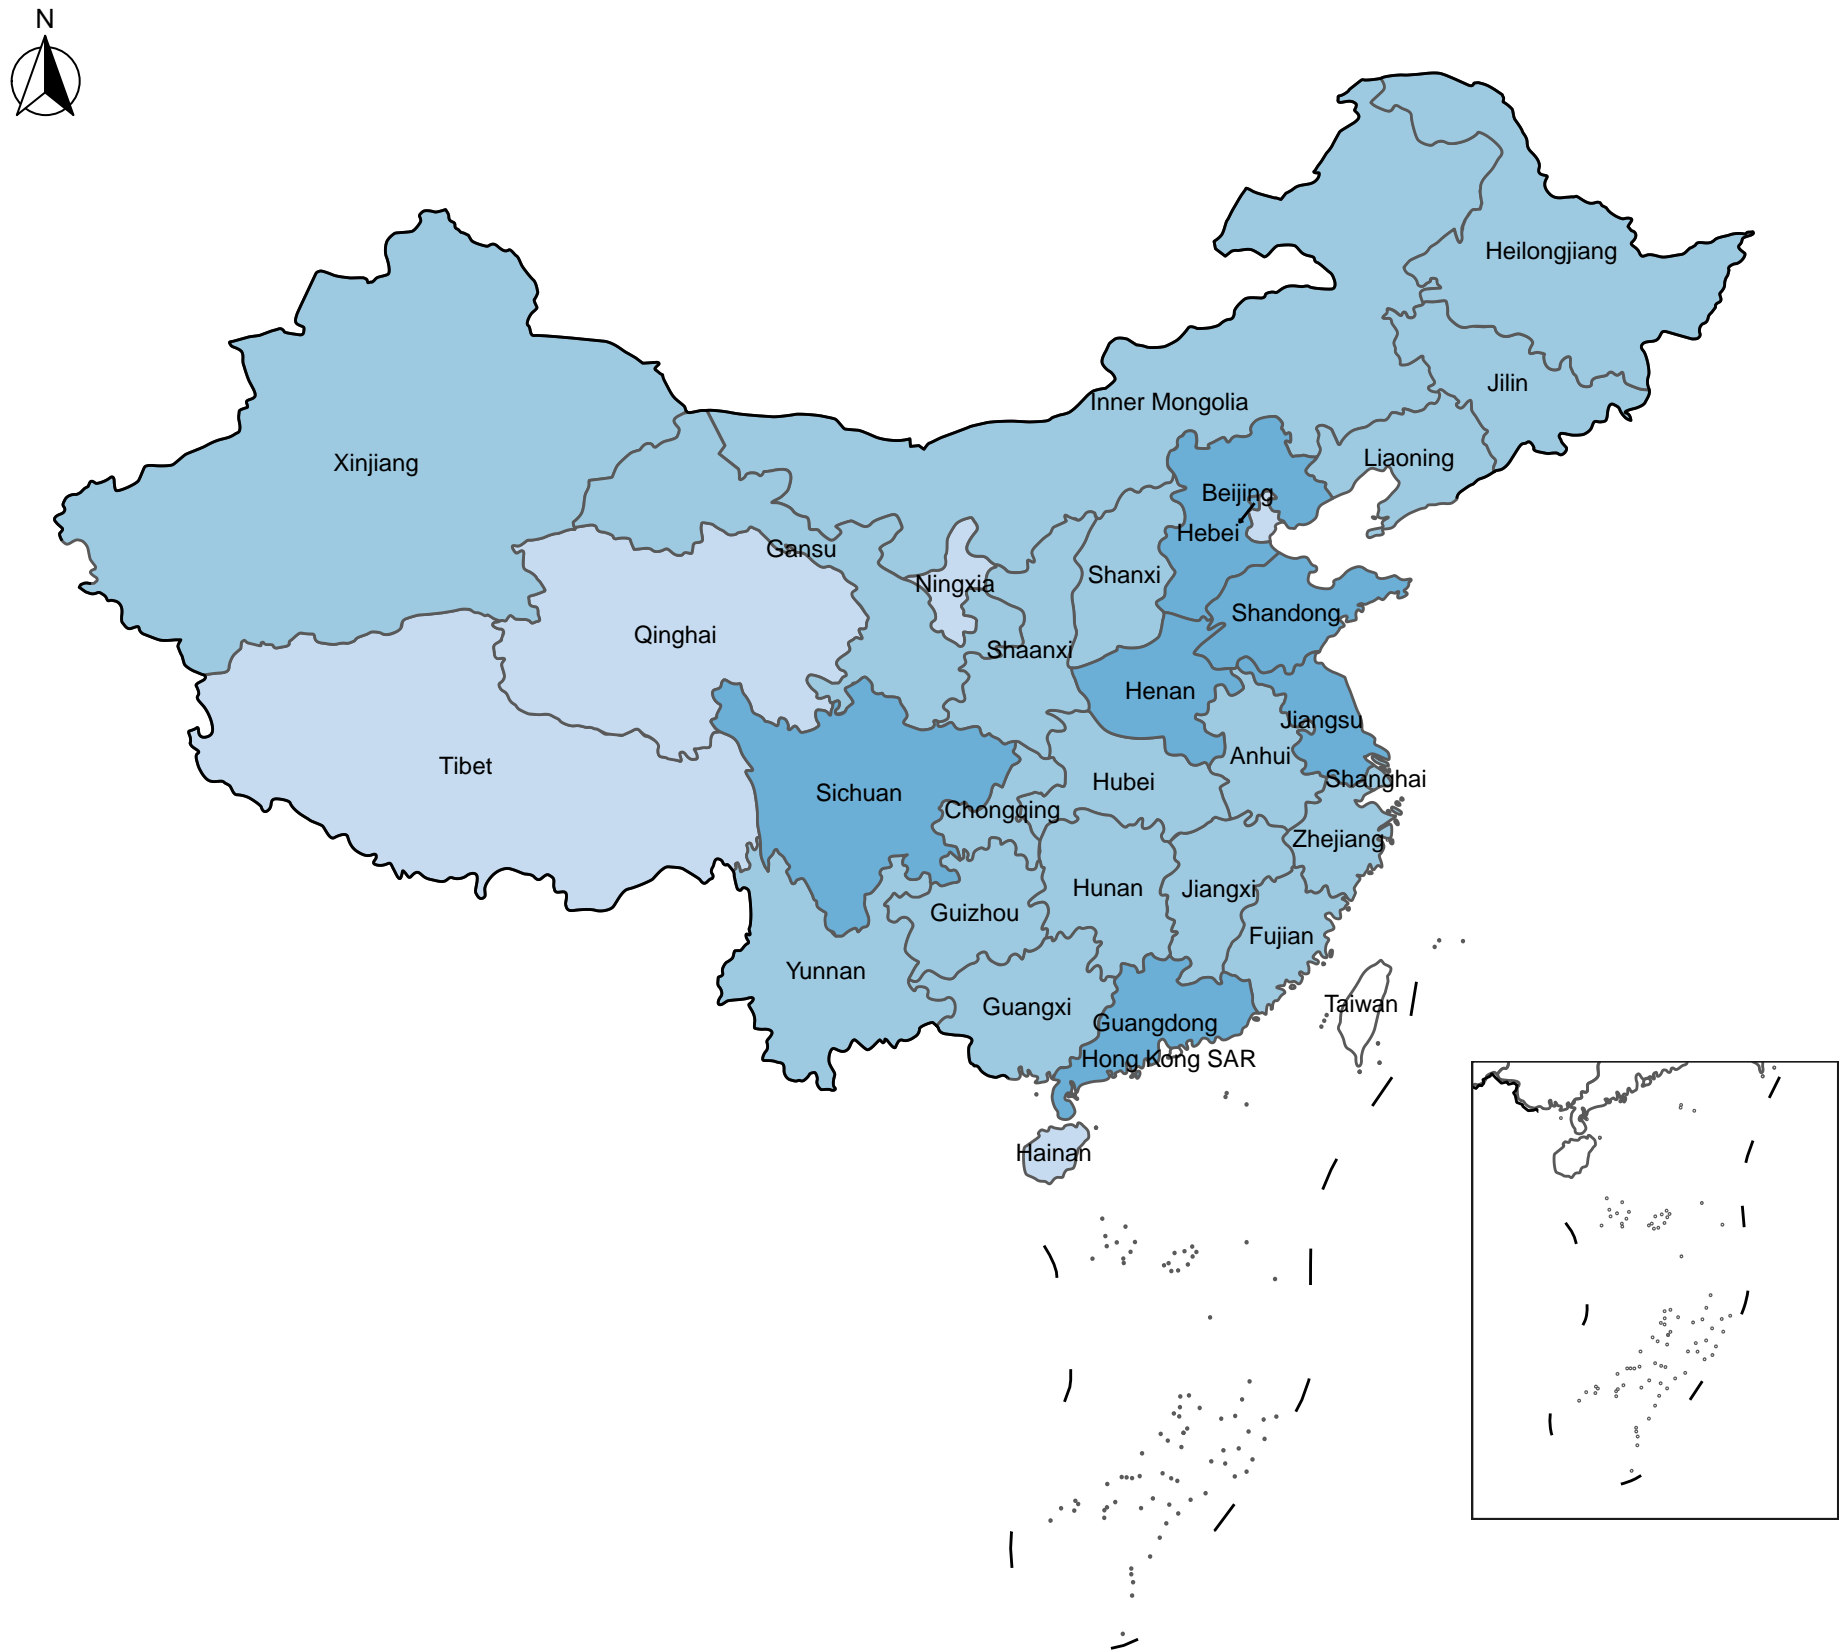 N
Heilongjiang
Jilin
Inner Mongolia
Liaoning
Xinjiang
Beijing
Hebei
Gansu
Shanxi
Ningxia
Shandong
Qinghai
Shaanxi
Henan
Jiangsu
Anhui
Tibet
Shanghai
Hubei
Sichuan
Chongqing
Zhejiang
Hunan
Jiangxi
Guizhou
Fujian
Yunnan
Taiwan
Guangxi
Guangdong
Hong Kong SAR
Hainan